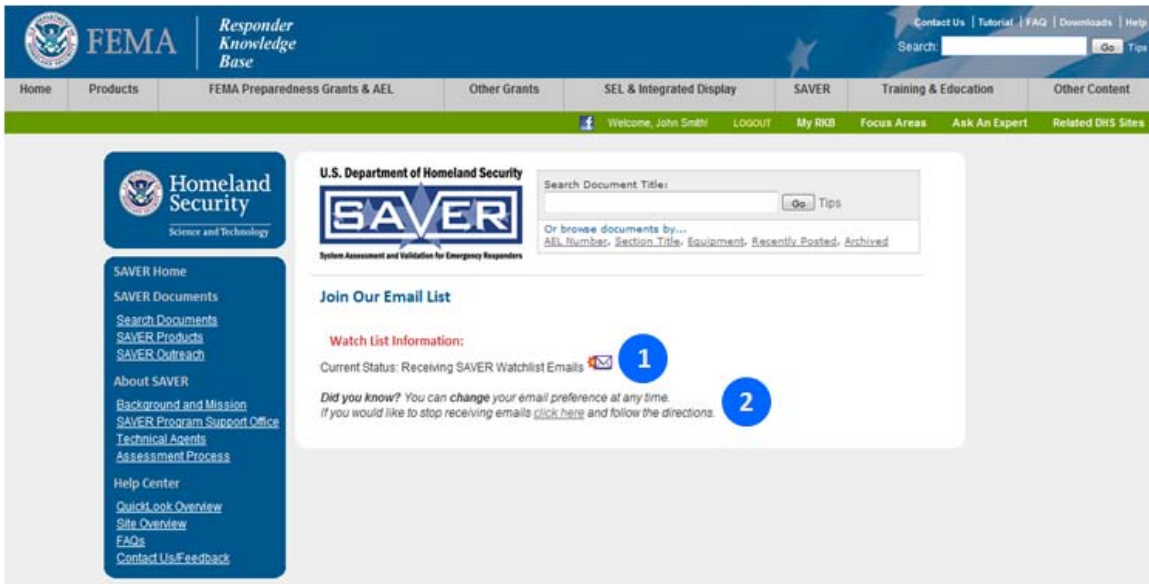 FEMA
Responder
Knowledge
Base
Contact Us | Tutorial | FAQ | Downloads | Help
Search: Go Tips
Home Products FEMA Preparedness Grants & AEL Other Grants SEL & Integrated Display SAVER Training & Education Other Content
Welcome, John Smith! LOGOUT My RKB Focus Areas Ask An Expert Related DHS Sites
Homeland
Security
Science and Technology
SAVER Home
SAVER Documents
Search Documents
SAVER Products
SAVER Outreach
About SAVER
Background and Mission
SAVER Program Support Office
Technical Agents
Assessment Process
Help Center
QuickLook Overview
Site Overview
FAQs
Contact Us/Feedback
U.S. Department of Homeland Security
SAVER
System Assessment and Validation for Emergency Responders
Search Document Title:
Go Tips
Or browse documents by...
AEL Number, Section Title, Equipment, Recently Posted, Archived
Join Our Email List
Watch List Information:
Current Status: Receiving SAVER Watchlist Emails 1
Did you know? You can change your email preference at any time.
If you would like to stop receiving emails click here and follow the directions. 2